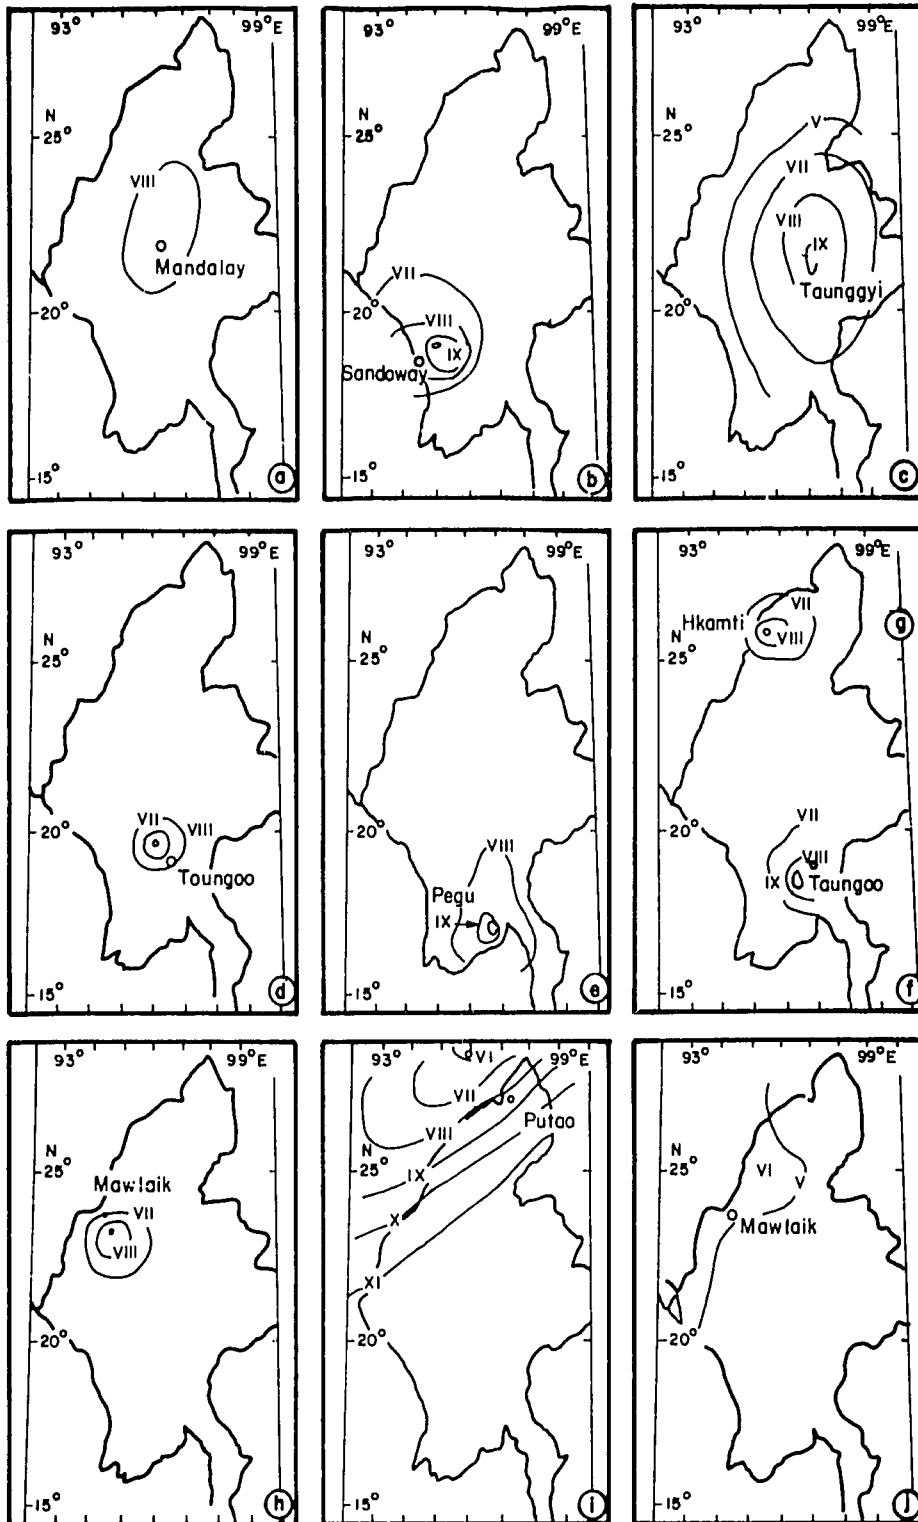 93° 99°E
N
25°
VIII
Mandalay
20°
15°
a
93° 99°E
N
25°
VII
20°
VIII
IX
Sandoway
15°
b
93° 99°E
V
N
25°
VII
VIII
IX
Taunggyi
20°
15°
c
93° 99°E
N
25°
20°
VII VIII
Toungoo
15°
d
93° 99°E
N
25°
20°
VIII
Pegu
IX
15°
e
93° 99°E
VII
Hkamti
g
N VIII
25°
VII
20°
VIII
IX Taungoo
15°
f
93° 99°E
N
25°
Mawlaik
VII
VIII
20°
15°
h
93° 99°E
VI
VII
Putao
VIII
N
IX
25°
X
XI
20°
15°
i
93° 99°E
N
25°
VI
V
Mawlaik
20°
15°
j